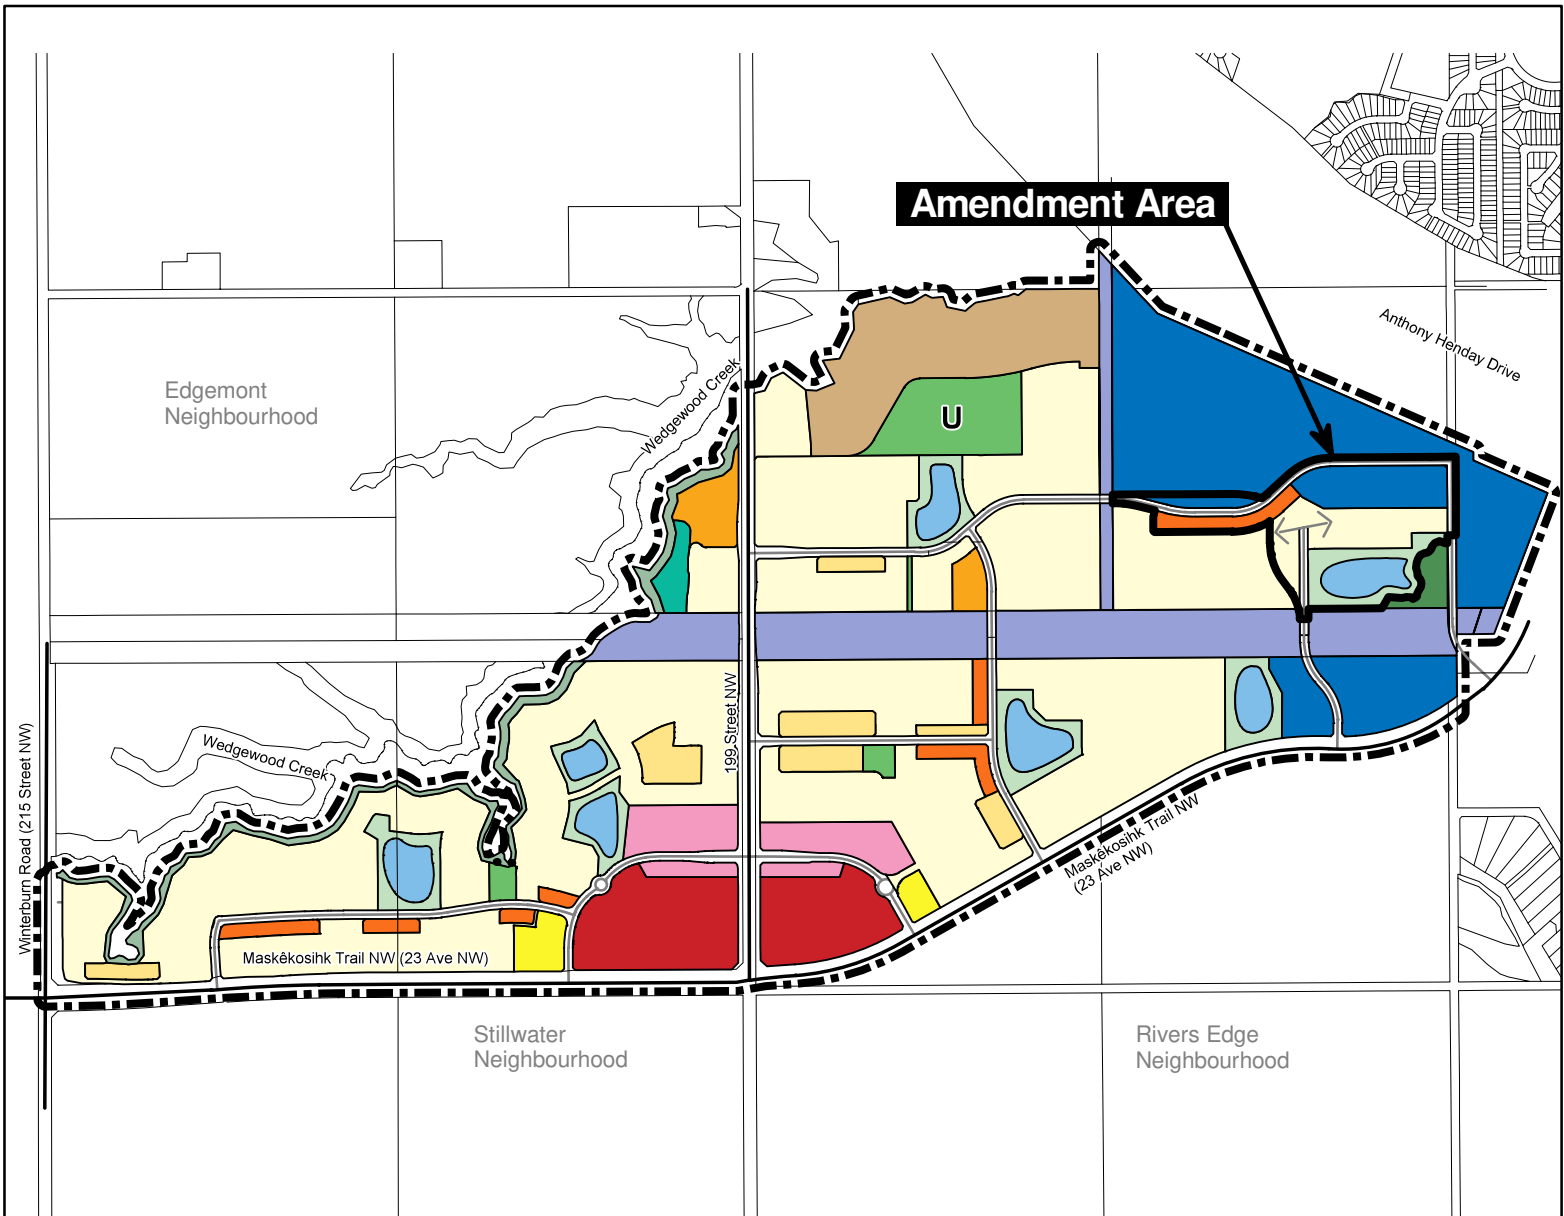 Amendment Area
Anthony Henday Drive
Edgemont
Neighbourhood
Wedgewood Creek
U
199 Street NW
Wedgewood Creek
Winterburn Road (215 Street NW)
Maskêkosihk Trail NW
(23 Ave NW)
Maskêkosihk Trail NW (23 Ave NW)
Stillwater
Neighbourhood
Rivers Edge
Neighbourhood